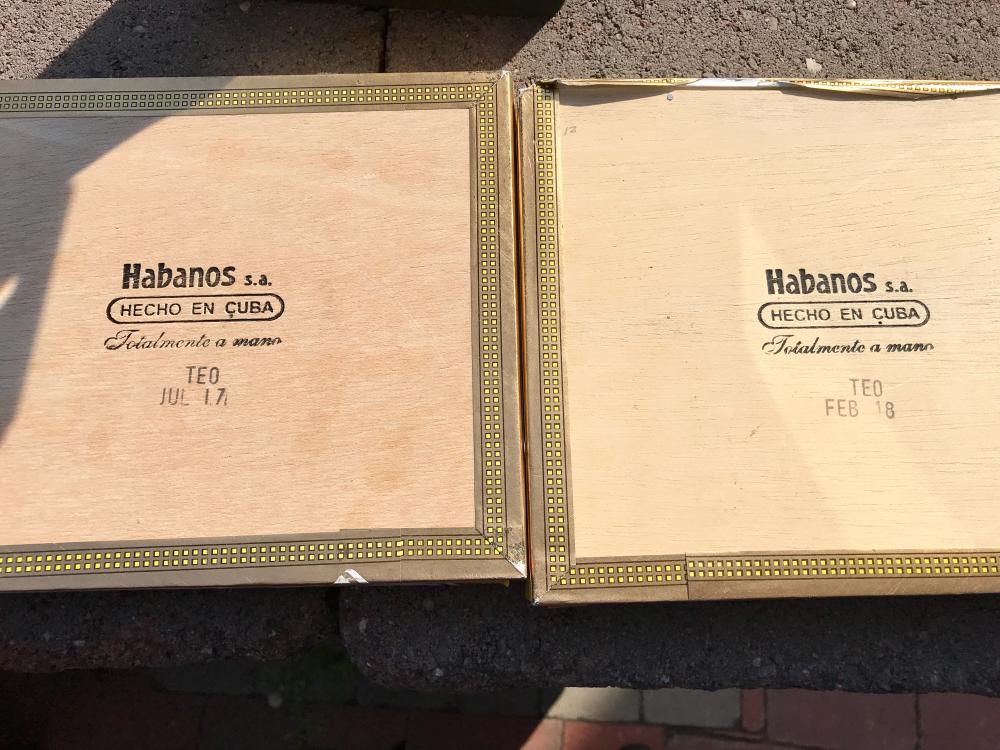 Habanos s.a.
HECHO EN CUBA
Totalmente a mano
TEO
JUL 17
Habanos s.a.
HECHO EN CUBA
Totalmente a mano
TEO
FEB 18